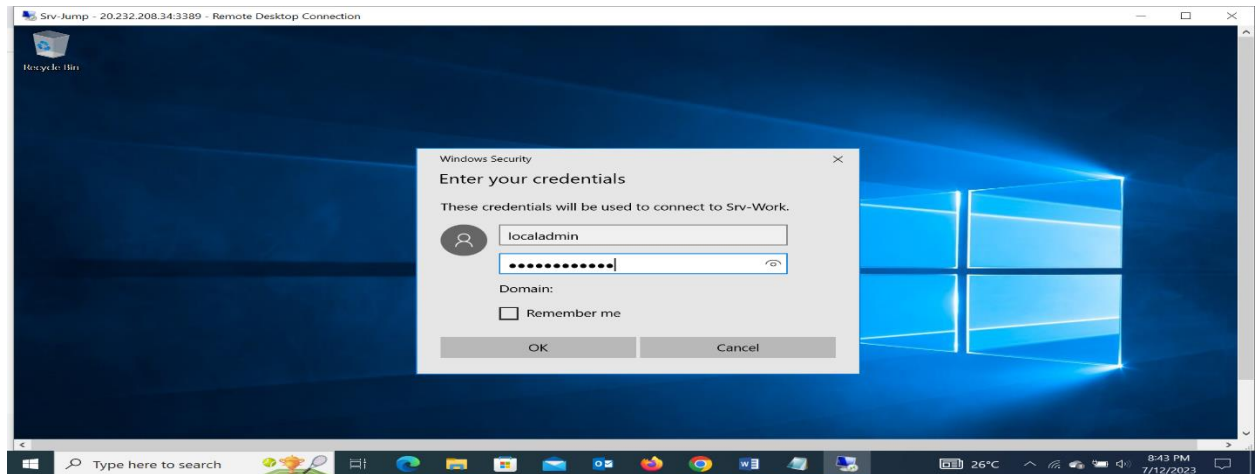 Srv-Jump - 20.232.208.34:3389 - Remote Desktop Connection
Recycle Bin
Windows Security
Enter your credentials
These credentials will be used to connect to Srv-Work.
localadmin
Domain:
Remember me
OK
Cancel
Type here to search
26°C
8:43 PM
7/12/2023